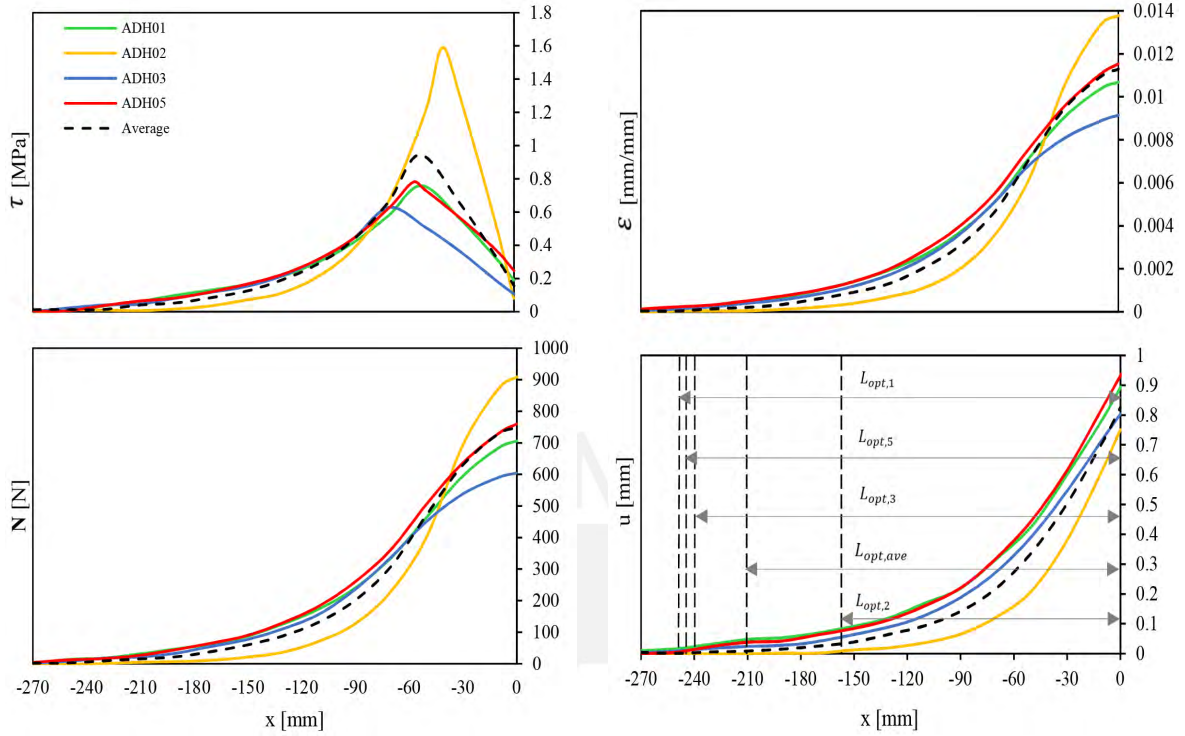 1.8
1.6
1.4
1.2
1
0.8
0.6
0.4
0.2
0
τ [MPa]
ADH01
ADH02
ADH03
ADH05
Average
0.014
0.012
0.01
0.008
0.006
0.004
0.002
0.000
ε [mm/mm]
1000
900
800
700
600
500
400
300
200
100
0
N [N]
-270 -240 -210 -180 -150 -120 -90 -60 -30 0
x [mm]
1
0.9
0.8
0.7
0.6
0.5
0.4
0.3
0.2
0.1
0
u [mm]
L_opt,1
L_opt,5
L_opt,3
L_opt,ave
L_opt,2
-270 -240 -210 -180 -150 -120 -90 -60 -30 0
x [mm]